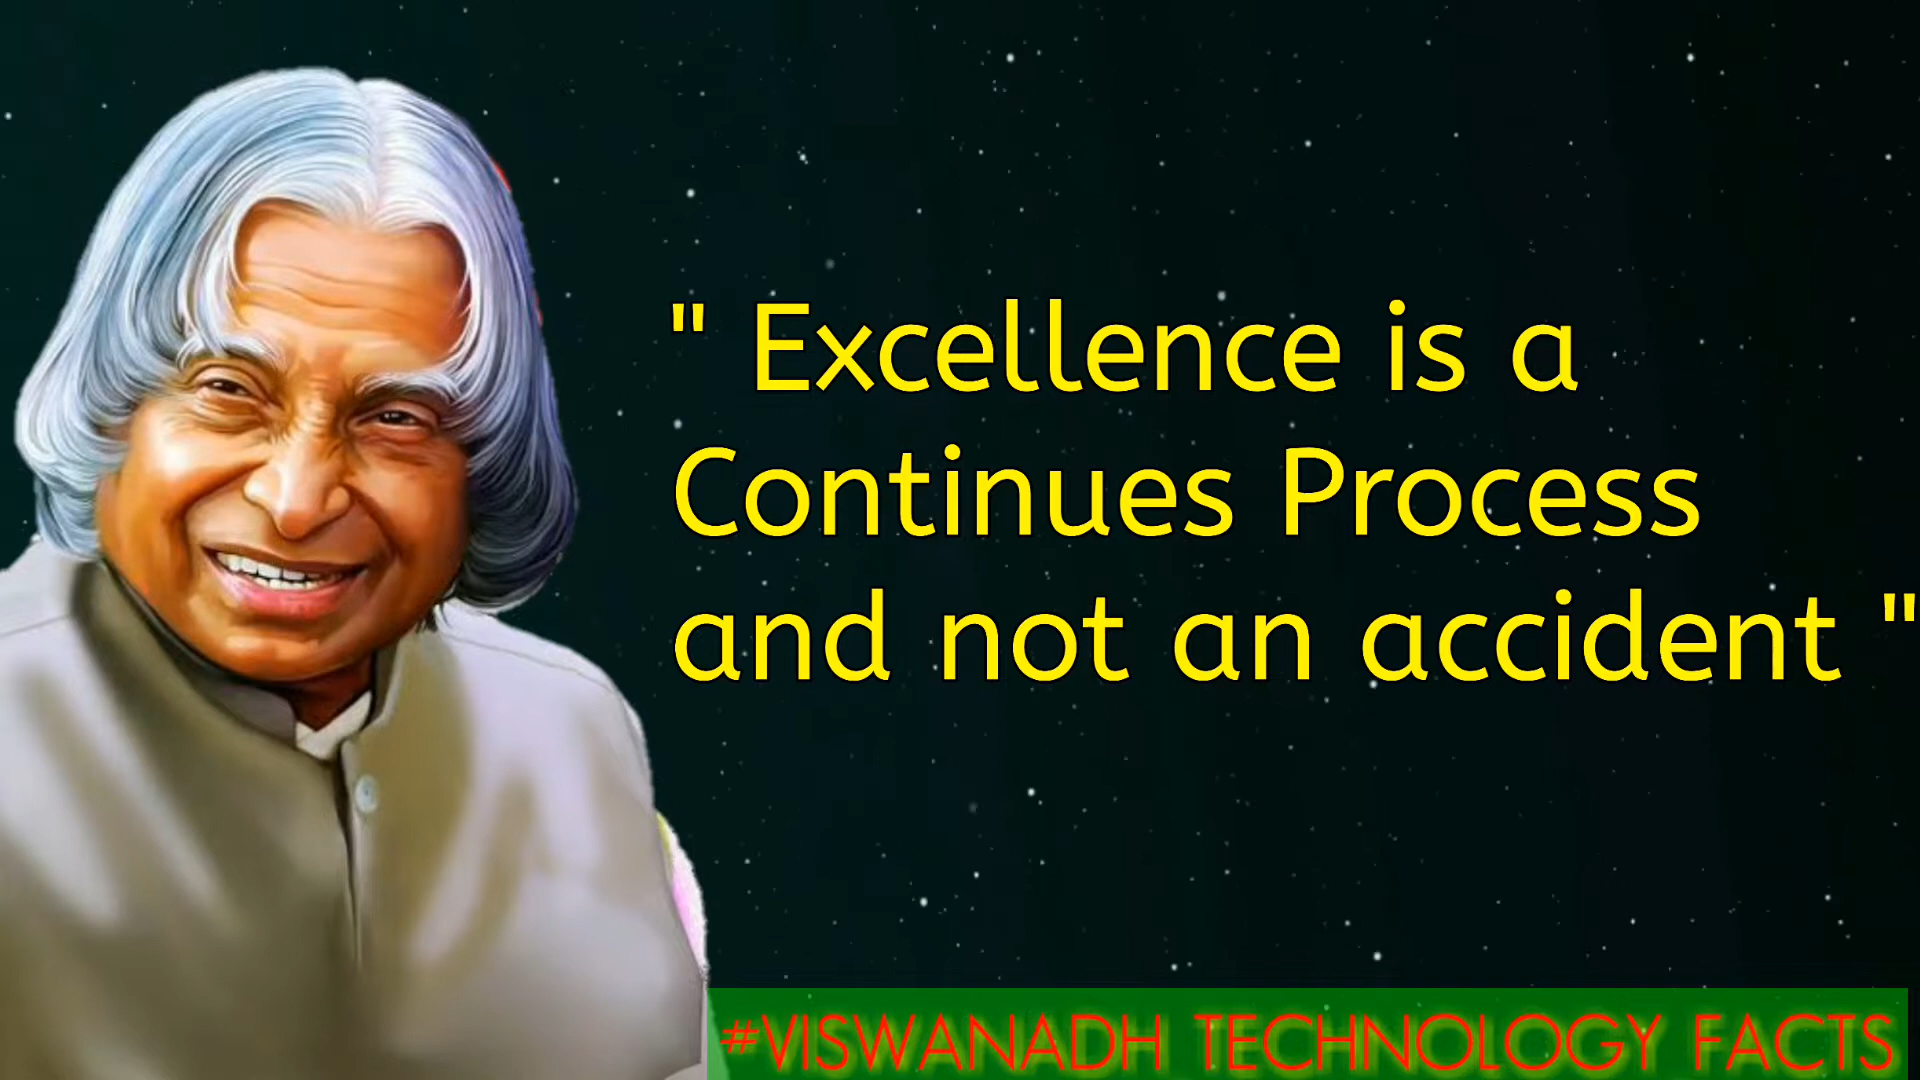 " Excellence is a
Continues Process
and not an accident "
#VISWANADH TECHNOLOGY FACTS